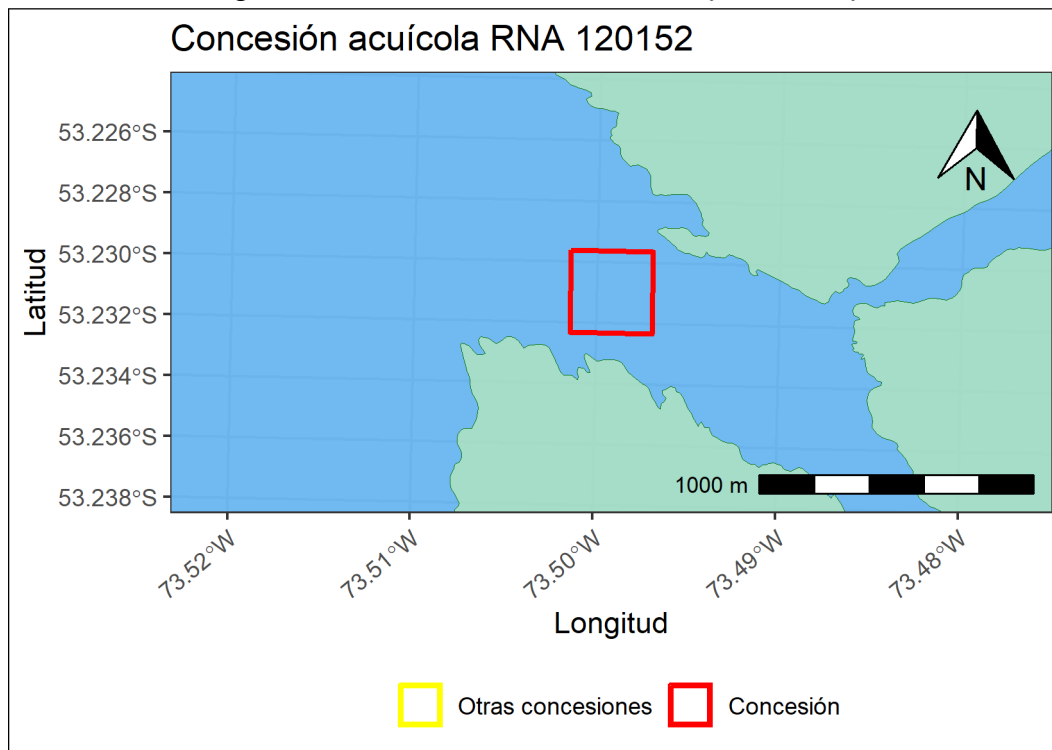 Concesión acuícola RNA 120152
53.226°S
53.228°S
53.230°S
53.232°S
53.234°S
53.236°S
53.238°S
Latitud
N
1000 m
73.52°W
73.51°W
73.50°W
73.49°W
73.48°W
Longitud
Otras concesiones
Concesión